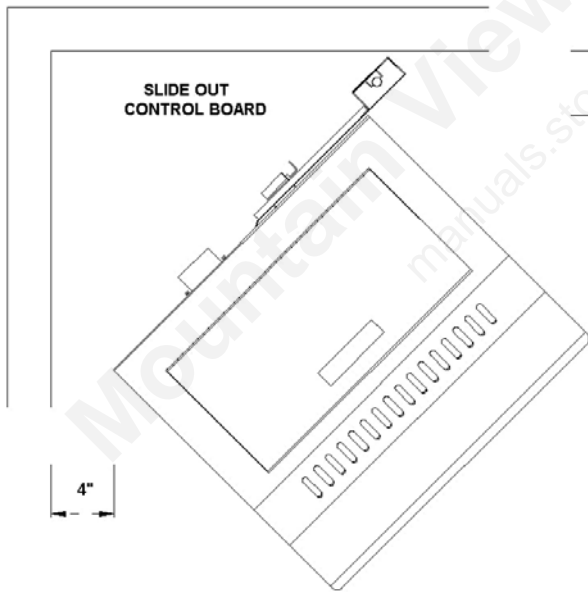 SLIDE OUT
CONTROL BOARD
Mountain View
manuals.sto
4"